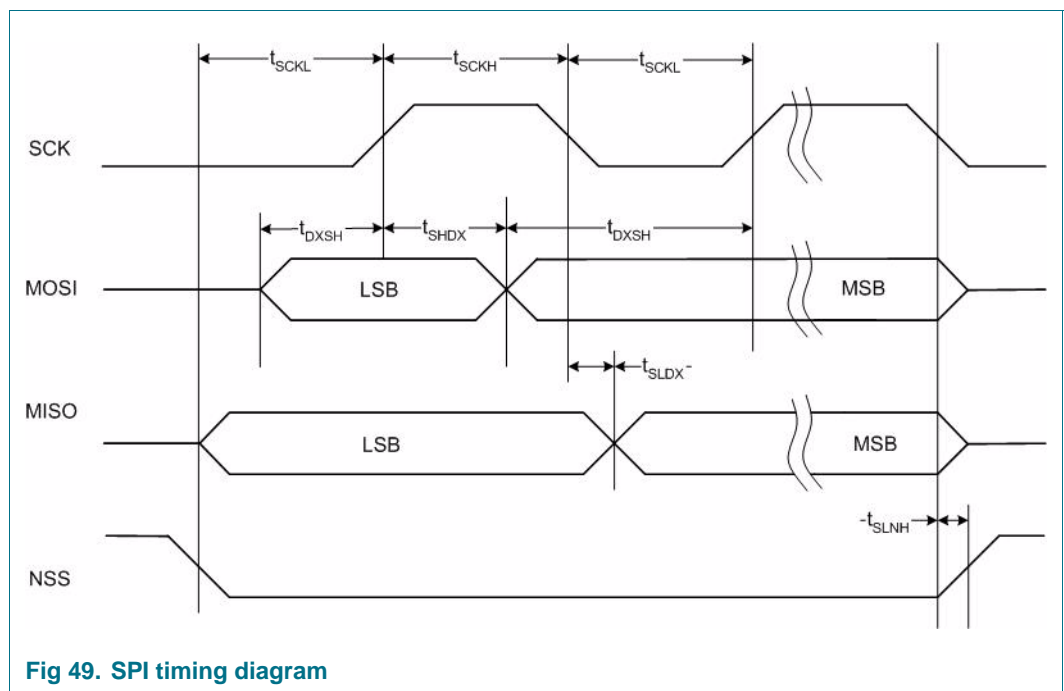 tSCKL tSCKH tSCKL
SCK
tDXSH tSHDX tDXSH
MOSI LSB MSB
-tSLDX-
MISO
LSB MSB
-tSLNH
NSS
Fig 49. SPI timing diagram